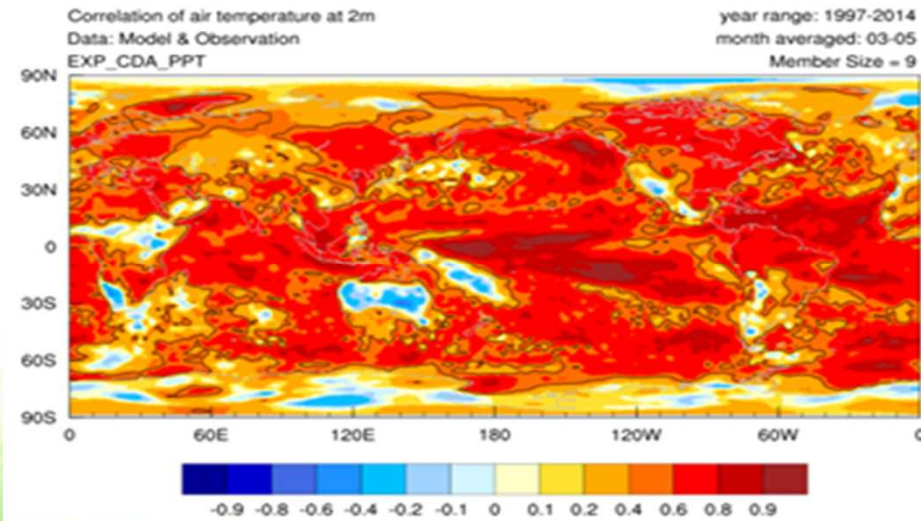 Correlation of air temperature at 2m
year range: 1997-2014
Data: Model & Observation
month averaged: 03-05
EXP_CDA_PPT
Member Size = 9
90N
60N
30N
0
30S
60S
90S
0 60E 120E 180 120W 60W 0
-0.9 -0.8 -0.6 -0.4 -0.2 -0.1 0 0.1 0.2 0.4 0.6 0.8 0.9